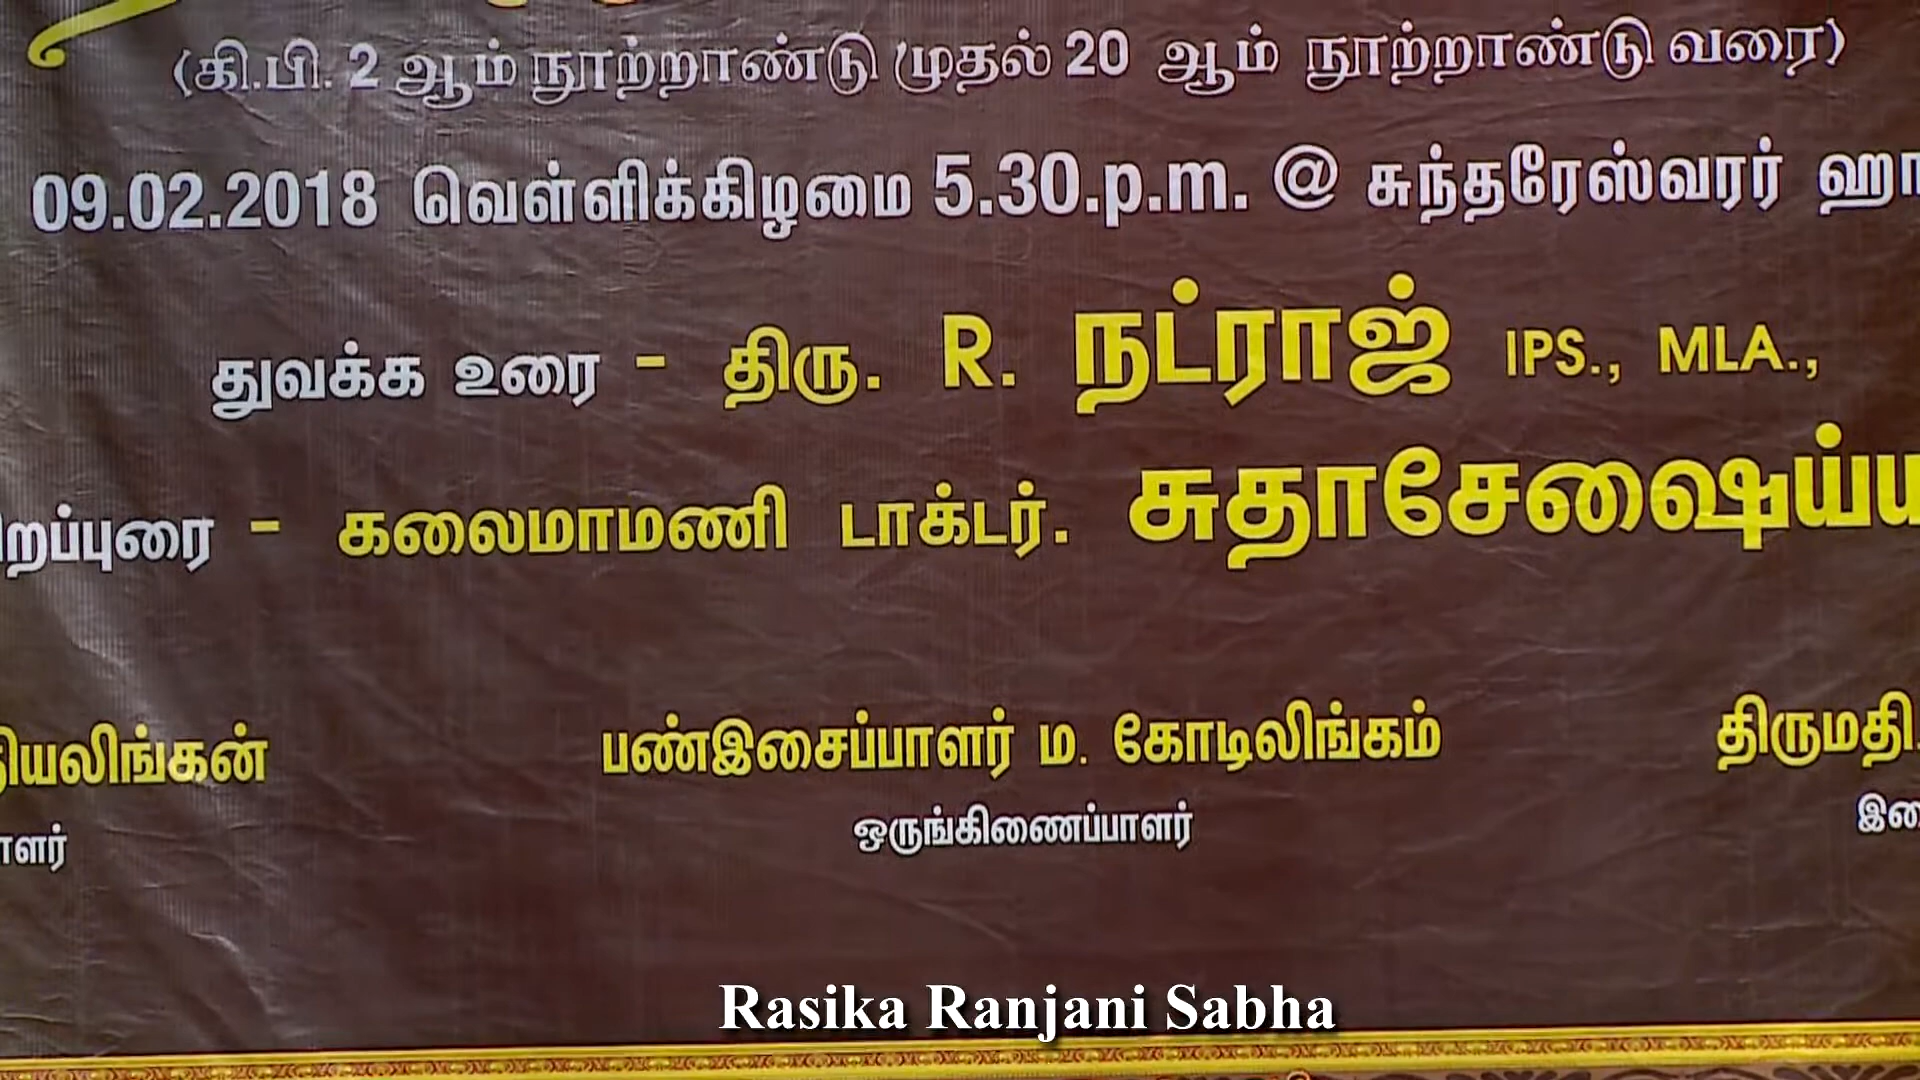 (கி.பி. 2 ஆம் நூற்றாண்டு முதல் 20 ஆம் நூற்றாண்டு வரை)
09.02.2018 வெள்ளிக்கிழமை 5.30.p.m. @ சுந்தரேஸ்வரர்
துவக்க உரை - திரு. R. நட்ராஜ் IPS., MLA.,
- கலைமாமணி டாக்டர். சுதாசேஷைய்ய
பண்இசைப்பாளர் ம. கோடிலிங்கம் திருமதி.
ஒருங்கிணைப்பாளர்
Rasika Ranjani Sabha